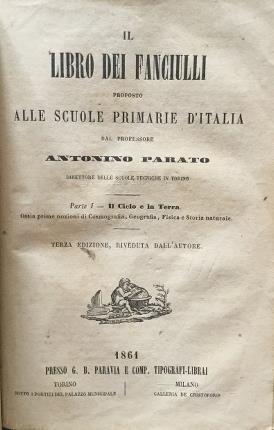 IL
LIBRO DEI FANCIULLI
PROPOSTO
ALLE SCUOLE PRIMARIE D'ITALIA
DAL PROFESSORE
ANTONINO PARATO
DIRETTORE DELLE SCUOLE TECNICHE IN TORINO
Parte I — Il Cielo e la Terra
Ossia prime nozioni di Cosmografia, Geografia, Fisica e Storia naturale.
TERZA EDIZIONE, RIVEDUTA DALL'AUTORE.
1861
PRESSO G. B. PARAVIA E COMP. TIPOGRAFI-LIBRAI
TORINO MILANO
SOTTO I PORTICI DEL PALAZZO MUNICIPALE GALLERIA DE CRISTOFORIS